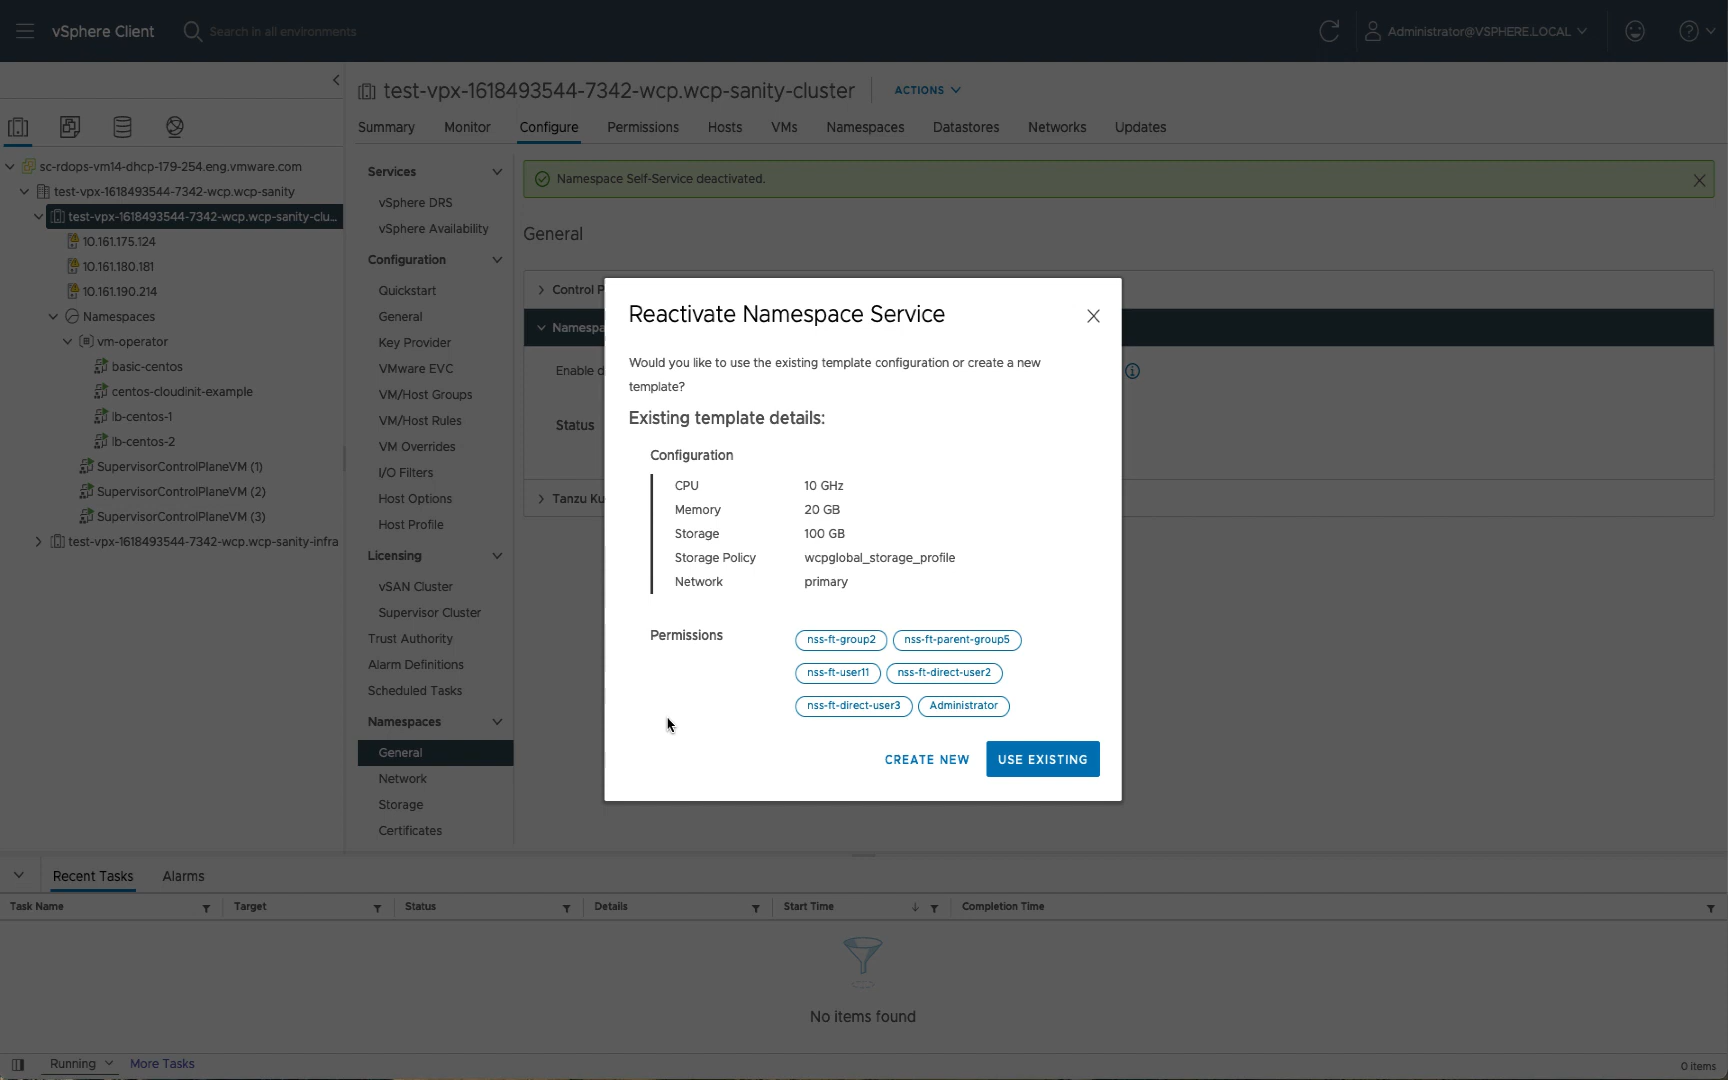 vSphere Client
Search in all environments
Administrator@VSPHERE.LOCAL
test-vpx-1618493544-7342-wcp.wcp-sanity-cluster
ACTIONS
Summary
Monitor
Configure
Permissions
Hosts
VMs
Namespaces
Datastores
Networks
Updates
sc-rdops-vm14-dhcp-179-254.eng.vmware.com
test-vpx-1618493544-7342-wcp.wcp-sanity
test-vpx-1618493544-7342-wcp.wcp-sanity-clu...
10.161.175.124
10.161.180.181
10.161.190.214
Namespaces
vm-operator
basic-centos
centos-cloudinit-example
lb-centos-1
lb-centos-2
SupervisorControlPlaneVM (1)
SupervisorControlPlaneVM (2)
SupervisorControlPlaneVM (3)
test-vpx-1618493544-7342-wcp.wcp-sanity-infra
Services
vSphere DRS
vSphere Availability
Configuration
Quickstart
General
Key Provider
VMware EVC
VM/Host Groups
VM/Host Rules
VM Overrides
I/O Filters
Host Options
Host Profile
Licensing
vSAN Cluster
Supervisor Cluster
Trust Authority
Alarm Definitions
Scheduled Tasks
Namespaces
General
Network
Storage
Certificates
Namespace Self-Service deactivated.
General
Control P
Namespa
Enable d
Status
Tanzu Ku
Reactivate Namespace Service
Would you like to use the existing template configuration or create a new
template?
Existing template details:
Configuration
CPU 10 GHz
Memory 20 GB
Storage 100 GB
Storage Policy wcpglobal_storage_profile
Network primary
Permissions
nss-ft-group2 nss-ft-parent-group5
nss-ft-user11 nss-ft-direct-user2
nss-ft-direct-user3 Administrator
CREATE NEW USE EXISTING
Recent Tasks Alarms
Task Name Target Status Details Start Time Completion Time
No items found
Running More Tasks
0 items